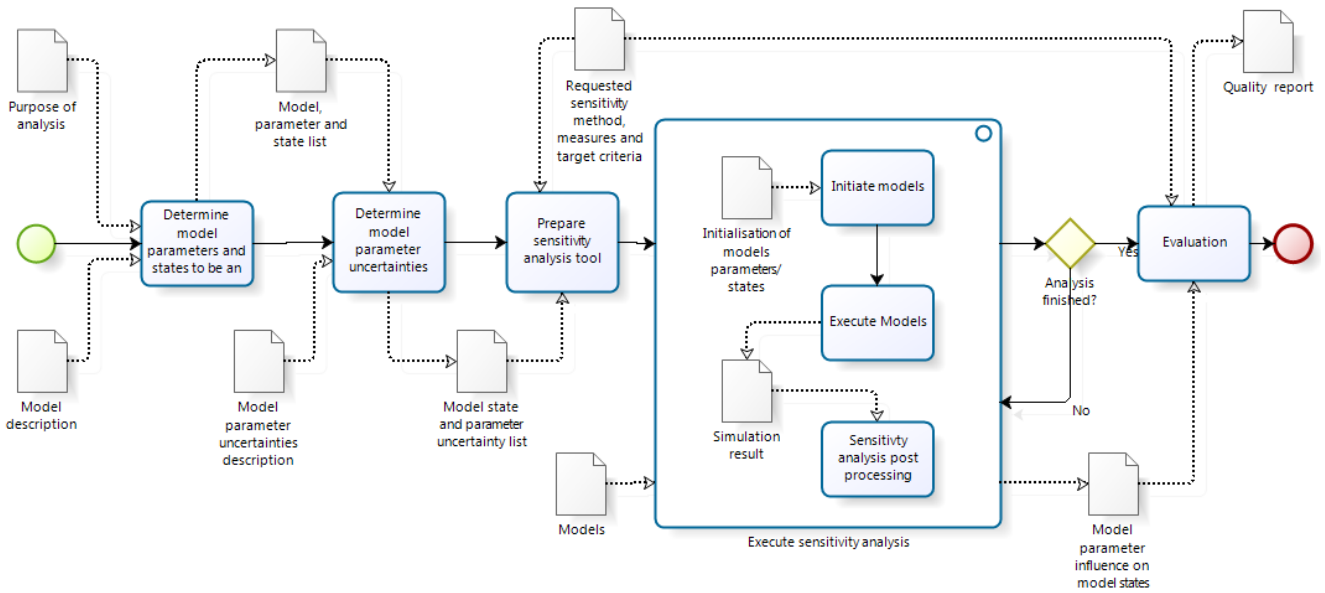 Purpose of
analysis
Model,
parameter and
state list
Requested
sensitivity
method,
measures and
target criteria
Quality report
Determine
model
parameters and
states to be an
Determine
model
parameter
uncertainties
Prepare
sensitivity
analysis tool
Initiate models
Initialisation of
models
parameters/
states
Execute Models
Simulation
result
Sensitivty
analysis post
processing
Execute sensitivity analysis
Yes
Analysis
finished?
No
Evaluation
Model
description
Model
parameter
uncertainties
description
Model state
and parameter
uncertainty list
Models
Model
parameter
influence on
model states